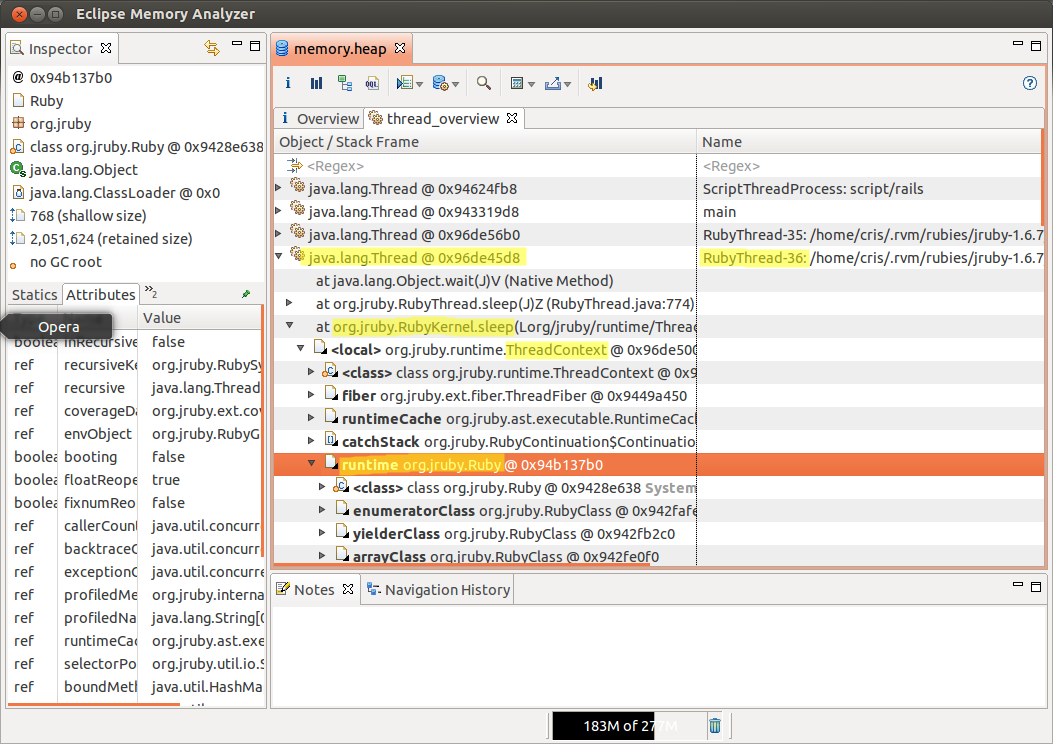 Eclipse Memory Analyzer
Inspector
@ 0x94b137b0
Ruby
org.jruby
class org.jruby.Ruby @ 0x9428e638
java.lang.Object
java.lang.ClassLoader @ 0x0
768 (shallow size)
2,051,624 (retained size)
no GC root
Statics Attributes »2
Value
Opera
boolea inRecursive false
ref recursiveKe org.jruby.RubySy
ref recursive java.lang.Thread
ref coverageDa org.jruby.ext.cov
ref envObject org.jruby.RubyG
boolea booting false
boolea floatReope true
boolea fixnumReo false
ref callerCount java.util.concurre
ref backtraceC java.util.concurre
ref exceptionC java.util.concurre
ref profiledMe org.jruby.interna
ref profiledNa java.lang.String[0
ref runtimeCac org.jruby.ast.exe
ref selectorPo org.jruby.util.io.S
ref boundMeth java.util.HashMa
memory.heap
Overview thread_overview
Object / Stack Frame Name
<Regex> <Regex>
java.lang.Thread @ 0x94624fb8 ScriptThreadProcess: script/rails
java.lang.Thread @ 0x943319d8 main
java.lang.Thread @ 0x96de56b0 RubyThread-35: /home/cris/.rvm/rubies/jruby-1.6.7
java.lang.Thread @ 0x96de45d8 RubyThread-36: /home/cris/.rvm/rubies/jruby-1.6.7
at java.lang.Object.wait(J)V (Native Method)
at org.jruby.RubyThread.sleep(J)Z (RubyThread.java:774)
at org.jruby.RubyKernel.sleep(Lorg/jruby/runtime/Threa
<local> org.jruby.runtime.ThreadContext @ 0x96de500
<class> class org.jruby.runtime.ThreadContext @ 0x9
fiber org.jruby.ext.fiber.ThreadFiber @ 0x9449a450
runtimeCache org.jruby.ast.executable.RuntimeCac
catchStack org.jruby.RubyContinuation$Continuatio
runtime org.jruby.Ruby @ 0x94b137b0
<class> class org.jruby.Ruby @ 0x9428e638 System
enumeratorClass org.jruby.RubyClass @ 0x942fafe
yielderClass org.jruby.RubyClass @ 0x942fb2c0
arrayClass org.jruby.RubyClass @ 0x942fe0f0
Notes Navigation History
183M of 277M